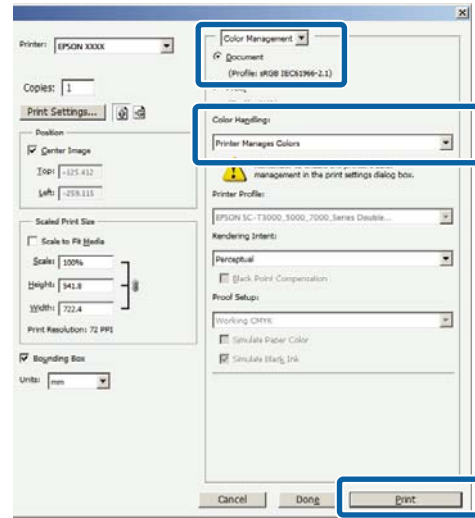 Printer: EPSON XXXX
Copies: 1
Print Settings...
Position
Center Image
Top: -125.412
Left: -259.115
Scaled Print Size
Scale to Fit Media
Scale: 100%
Height: 541.8
Width: 722.4
Print Resolution: 72 PPI
Bounding Box
Units: mm
Color Management
Document
(Profile: sRGB IEC61966-2.1)
Color Handling:
Printer Manages Colors
management in the print settings dialog box.
Printer Profile:
EPSON SC-T3000_5000_7000_Series Double...
Rendering Intent:
Perceptual
Black Point Compensation
Proof Setup:
Working CMYK
Simulate Paper Color
Simulate Black Ink
Cancel
Done
Print